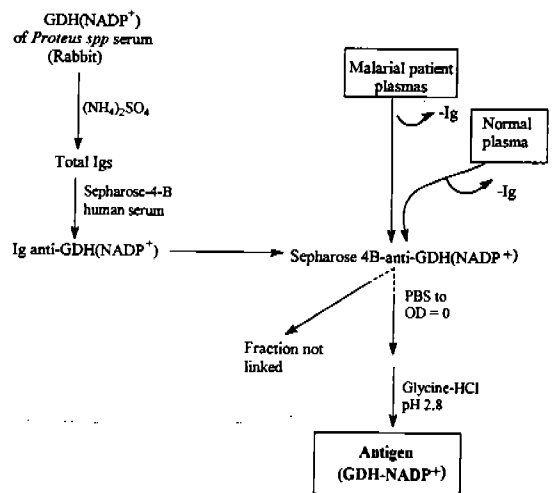 GDH(NADP+)
of Proteus spp serum
(Rabbit)
(NH4)2SO4
Total Igs
Sepharose-4-B
human serum
Ig anti-GDH(NADP+)
Malarial patient
plasmas
-Ig
Normal
plasma
-Ig
Sepharose 4B-anti-GDH(NADP+)
PBS to
OD = 0
Fraction not
linked
Glycine-HCl
pH 2.8
Antigen
(GDH-NADP+)